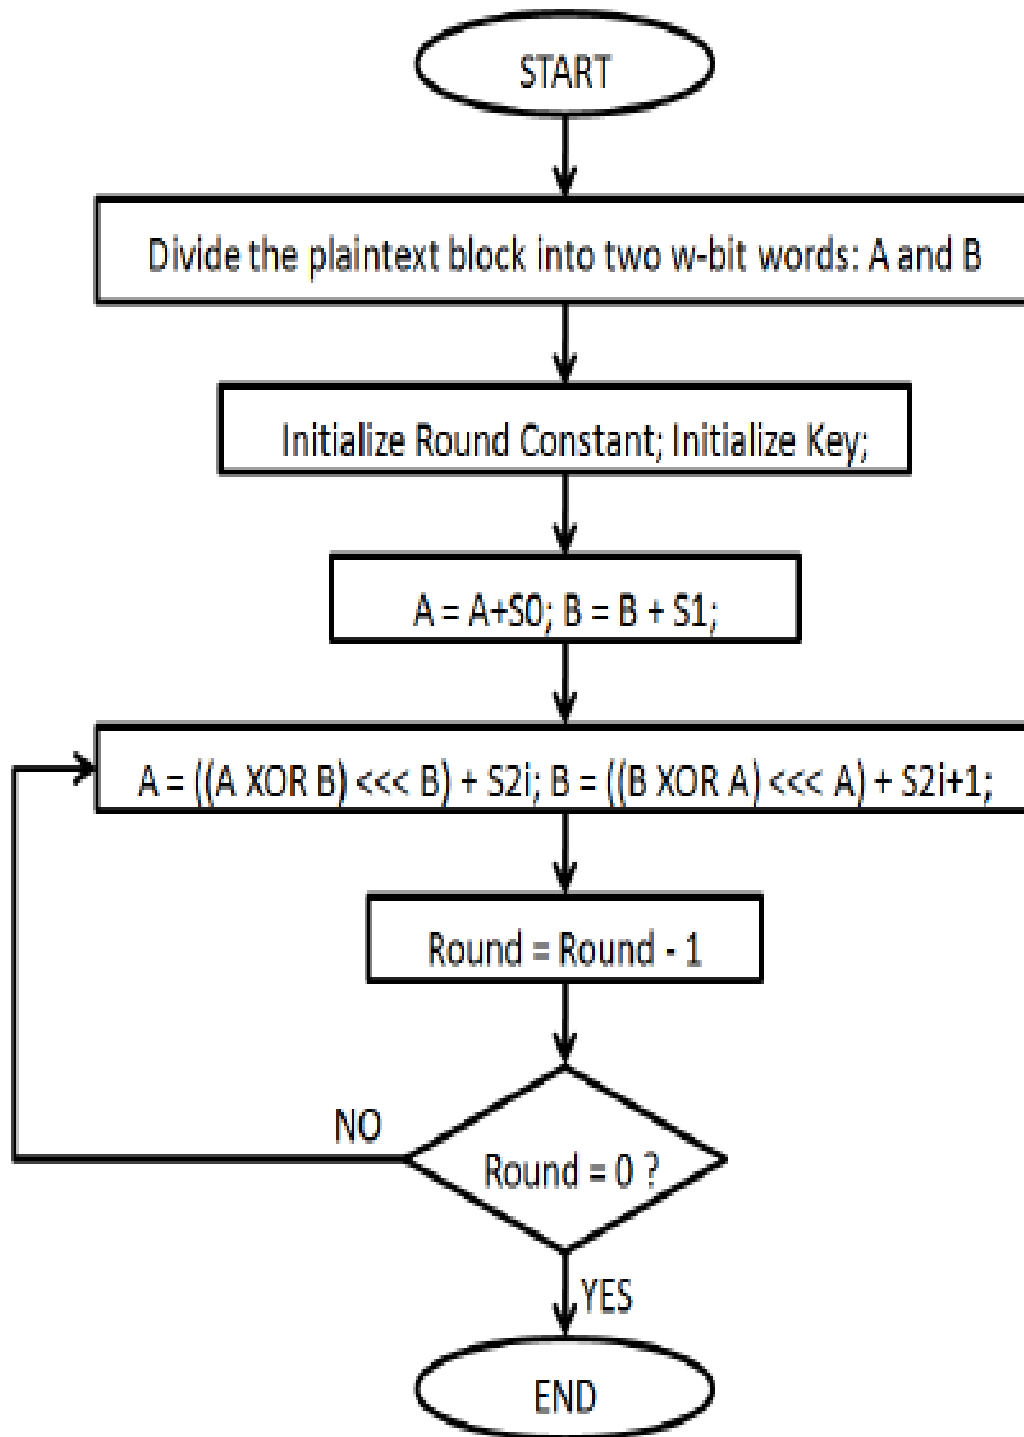 START
Divide the plaintext block into two w-bit words: A and B
Initialize Round Constant; Initialize Key;
A = A+S0; B = B + S1;
A = ((A XOR B) <<< B) + S2i; B = ((B XOR A) <<< A) + S2i+1;
Round = Round - 1
NO
Round = 0 ?
YES
END